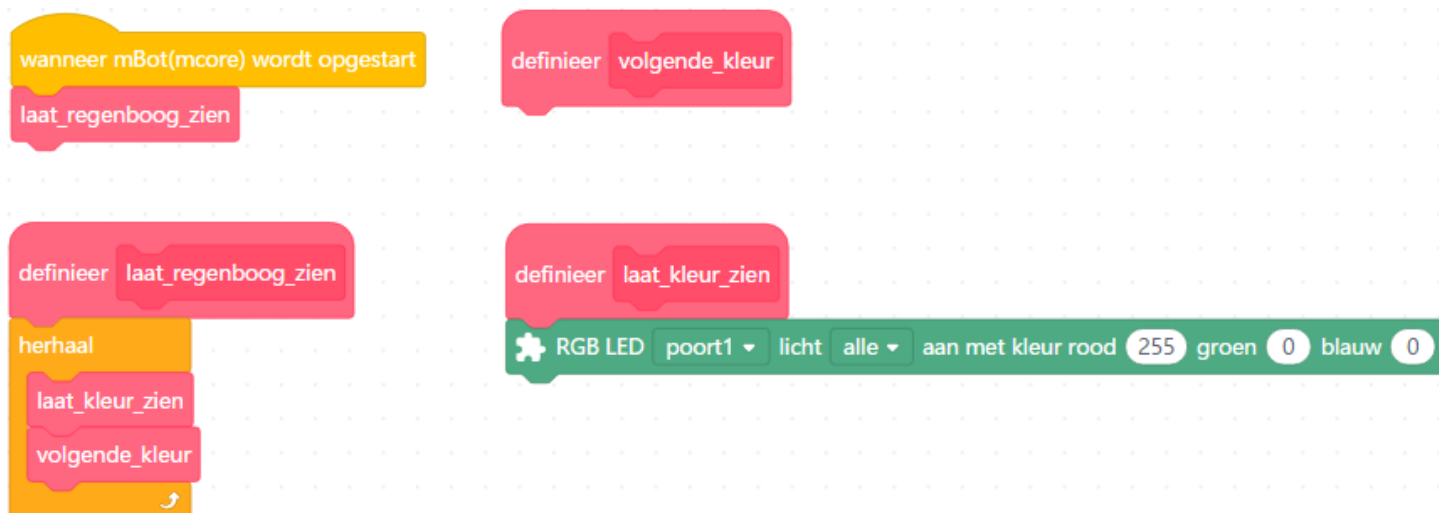 wanneer mBot(mcore) wordt opgestart
laat_regenboog_zien
definieer volgende_kleur
definieer laat_regenboog_zien
herhaal
laat_kleur_zien
volgende_kleur
definieer laat_kleur_zien
RGB LED poort1 licht alle aan met kleur rood 255 groen 0 blauw 0